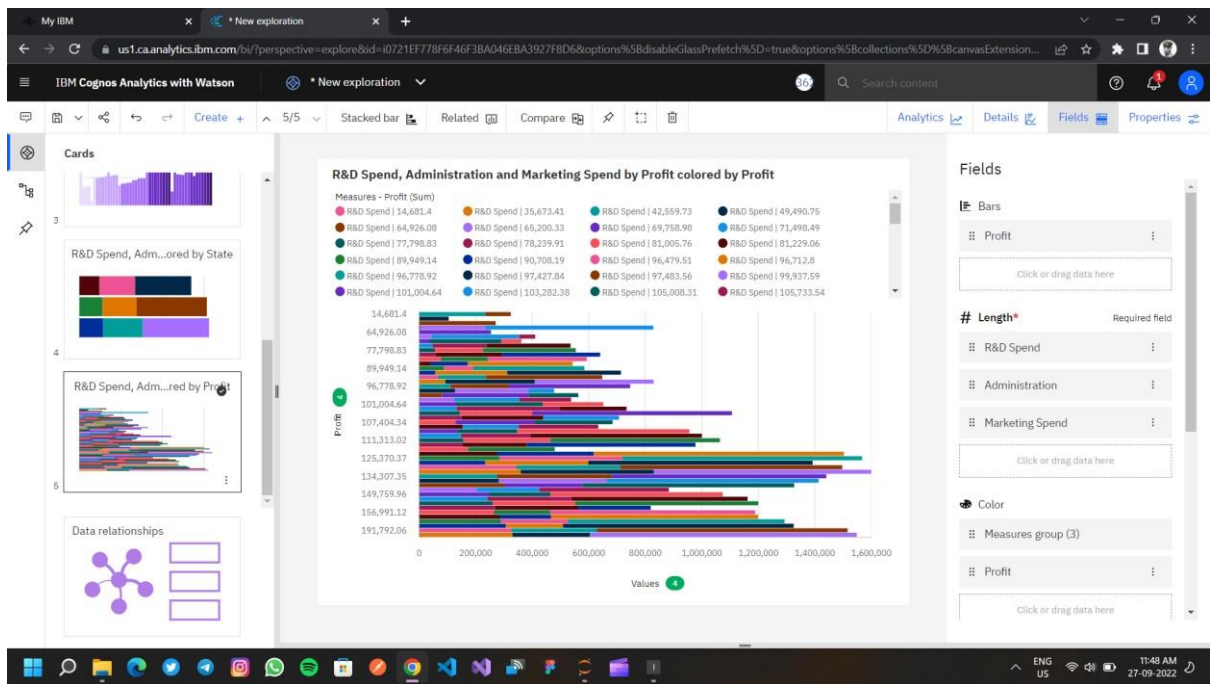 My IBM
* New exploration
us1.ca.analytics.ibm.com/bi/?perspective=explore&id=i0721EF778F6F46F3BA046EBA3927F8D6&options%5BdisableGlassPrefetch%5D=true&options%5Bcollections%5D%5BcanvasExtension...
IBM Cognos Analytics with Watson
* New exploration
Search content
Create +
5/5
Stacked bar
Related
Compare
Analytics
Details
Fields
Properties
Cards
3
R&D Spend, Adm...ored by State
4
R&D Spend, Adm...red by Profit
5
Data relationships
R&D Spend, Administration and Marketing Spend by Profit colored by Profit
Measures - Profit (Sum)
R&D Spend | 14,681.4 R&D Spend | 35,673.41 R&D Spend | 42,559.73 R&D Spend | 49,490.75
R&D Spend | 64,926.08 R&D Spend | 65,200.33 R&D Spend | 69,758.98 R&D Spend | 71,498.49
R&D Spend | 77,798.83 R&D Spend | 78,239.91 R&D Spend | 81,005.76 R&D Spend | 81,229.06
R&D Spend | 89,949.14 R&D Spend | 90,708.19 R&D Spend | 96,479.51 R&D Spend | 96,712.8
R&D Spend | 96,778.92 R&D Spend | 97,427.84 R&D Spend | 97,483.56 R&D Spend | 99,937.59
R&D Spend | 101,004.64 R&D Spend | 103,282.38 R&D Spend | 105,008.31 R&D Spend | 105,733.54
14,681.4
64,926.08
77,798.83
89,949.14
96,778.92
101,004.64
107,404.34
111,313.02
125,370.37
134,307.35
149,759.96
156,991.12
191,792.06
Profit
0 200,000 400,000 600,000 800,000 1,000,000 1,200,000 1,400,000 1,600,000
Values 4
Fields
Bars
Profit
Click or drag data here
# Length* Required field
R&D Spend
Administration
Marketing Spend
Click or drag data here
Color
Measures group (3)
Profit
Click or drag data here
ENG
US
11:48 AM
27-09-2022